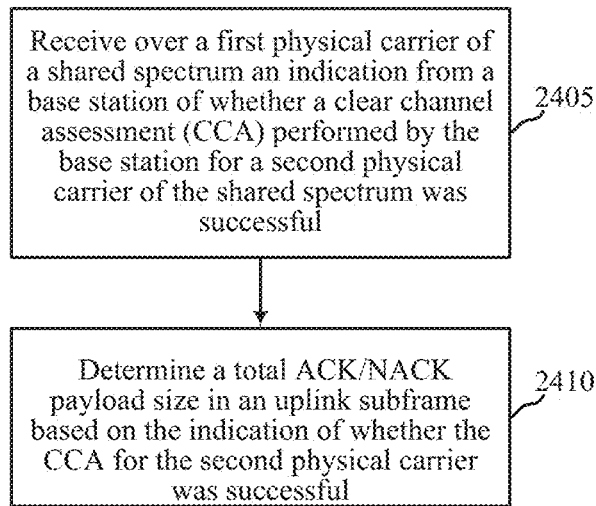 Receive over a first physical carrier of
a shared spectrum an indication from a
base station of whether a clear channel
assessment (CCA) performed by the
base station for a second physical
carrier of the shared spectrum was
successful
2405
Determine a total ACK/NACK
payload size in an uplink subframe
based on the indication of whether the
CCA for the second physical carrier
was successful
2410